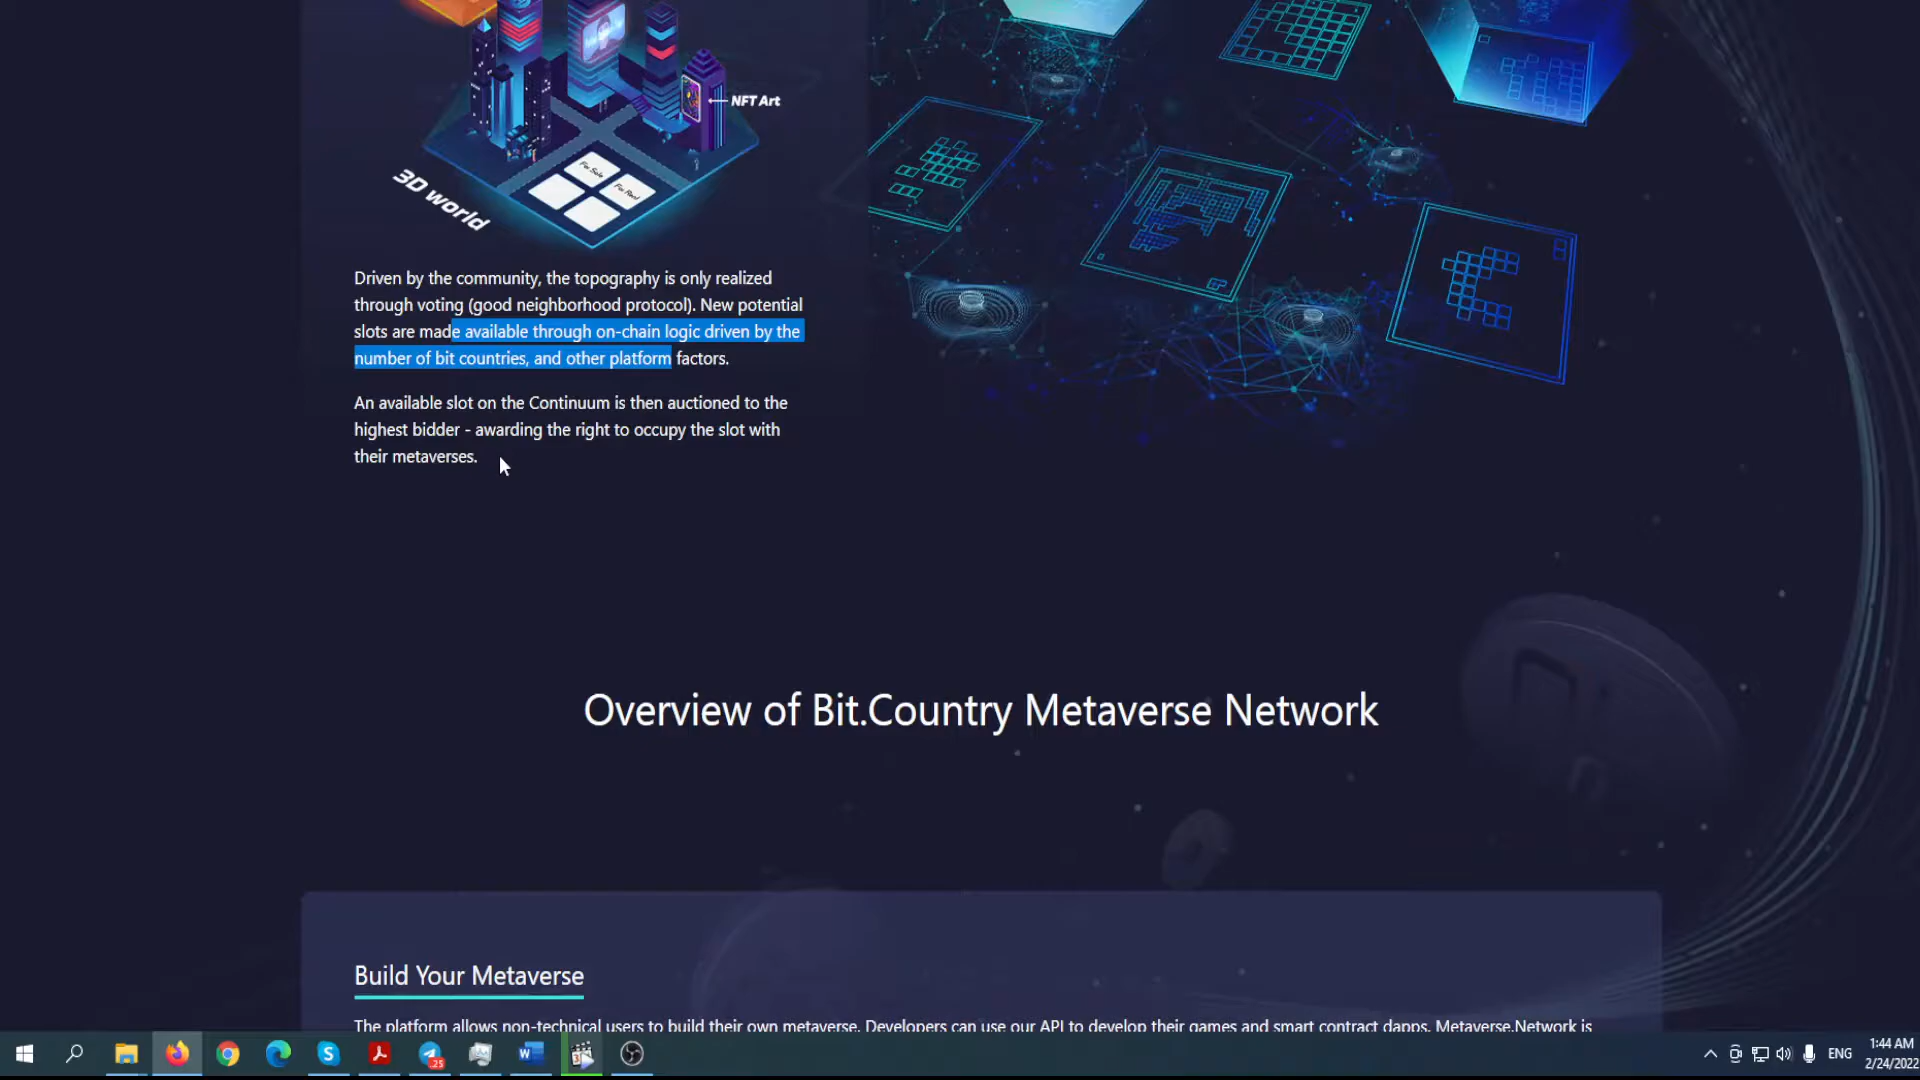 NFT Art
For Sale
For Rent
3D world
Driven by the community, the topography is only realized
through voting (good neighborhood protocol). New potential
slots are made available through on-chain logic driven by the
number of bit countries, and other platform factors.
An available slot on the Continuum is then auctioned to the
highest bidder - awarding the right to occupy the slot with
their metaverses.
Overview of Bit.Country Metaverse Network
Build Your Metaverse
The platform allows non-technical users to build their own metaverse. Developers can use our API to develop their games and smart contract dapps. Metaverse.Network is
25
ENG
1:44 AM
2/24/2022